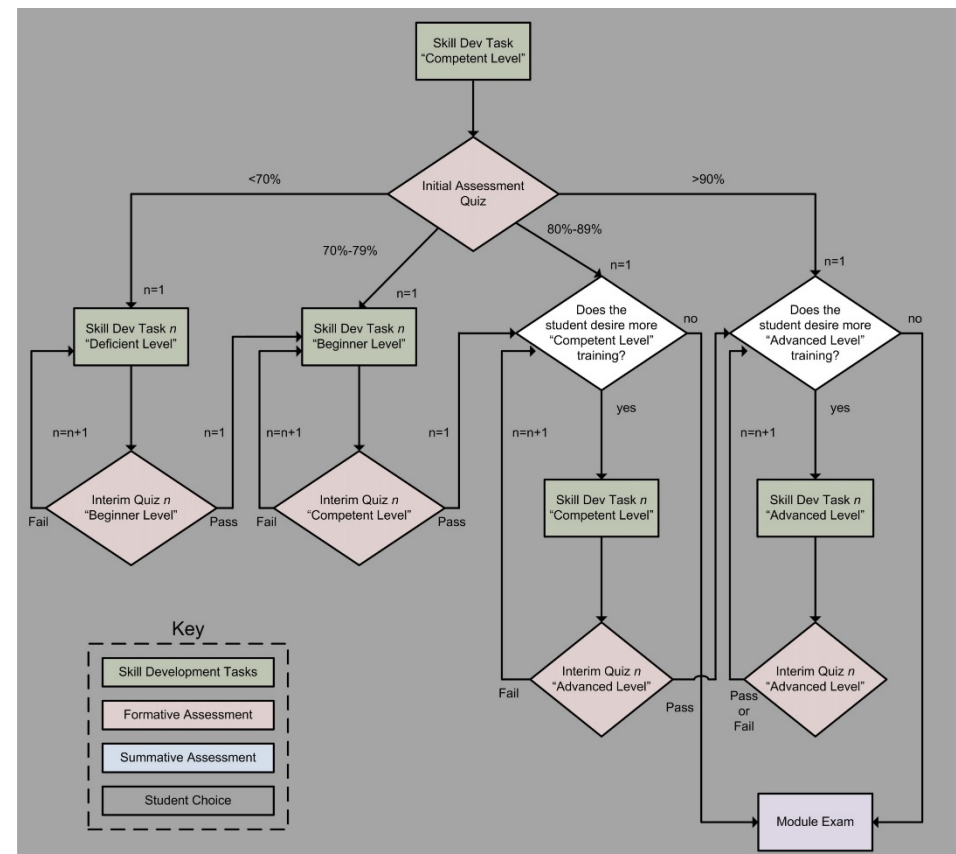 Skill Dev Task
“Competent Level”
Initial Assessment
Quiz
<70%
70%-79%
80%-89%
>90%
n=1
n=1
n=1
n=1
Skill Dev Task n
“Deficient Level”
Skill Dev Task n
“Beginner Level”
Does the
student desire more
“Competent Level”
training?
no
Does the
student desire more
“Advanced Level”
training?
no
yes
yes
n=n+1
n=1
n=n+1
n=1
n=n+1
n=n+1
Interim Quiz n
“Beginner Level”
Fail
Pass
Interim Quiz n
“Competent Level”
Fail
Pass
Skill Dev Task n
“Competent Level”
Skill Dev Task n
“Advanced Level”
Interim Quiz n
“Advanced Level”
Fail
Pass
Interim Quiz n
“Advanced Level”
Pass
or
Fail
Module Exam
Key
Skill Development Tasks
Formative Assessment
Summative Assessment
Student Choice